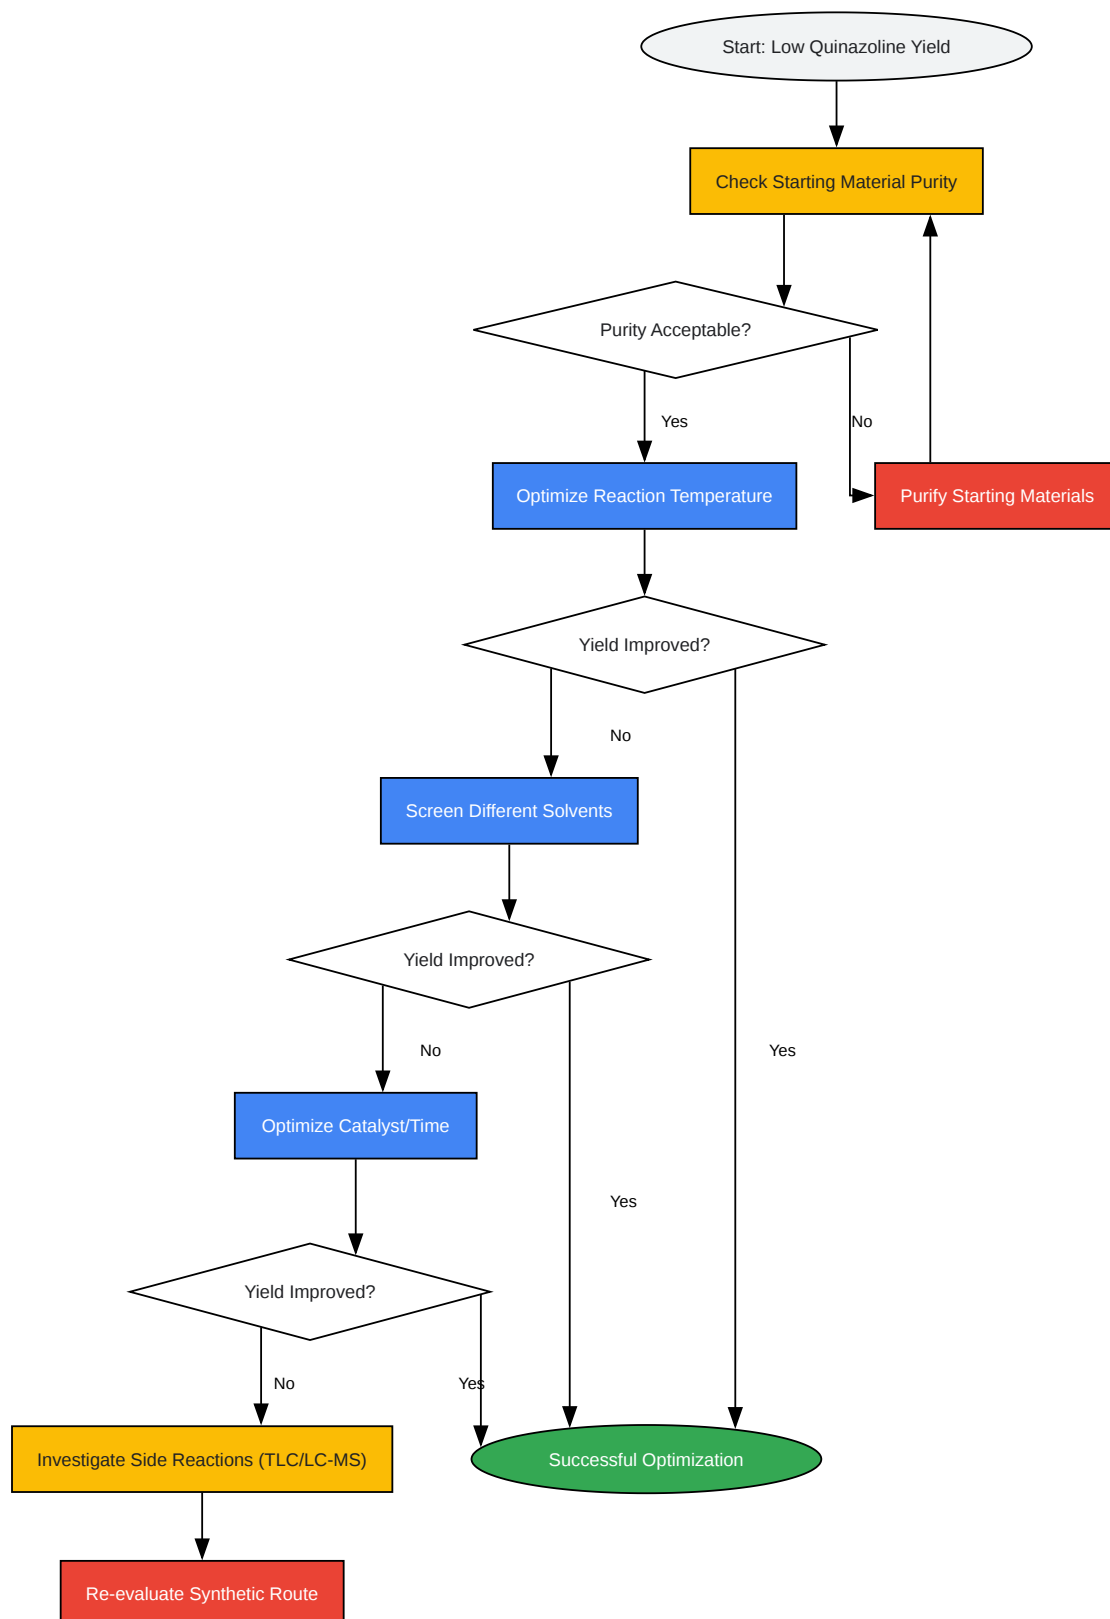 Start: Low Quinazoline Yield
Check Starting Material Purity
Purity Acceptable?
Yes
No
Optimize Reaction Temperature
Purify Starting Materials
Yield Improved?
No
Screen Different Solvents
Yield Improved?
No
Yes
Optimize Catalyst/Time
Yes
Yield Improved?
No
Yes
Investigate Side Reactions (TLC/LC-MS)
Successful Optimization
Re-evaluate Synthetic Route